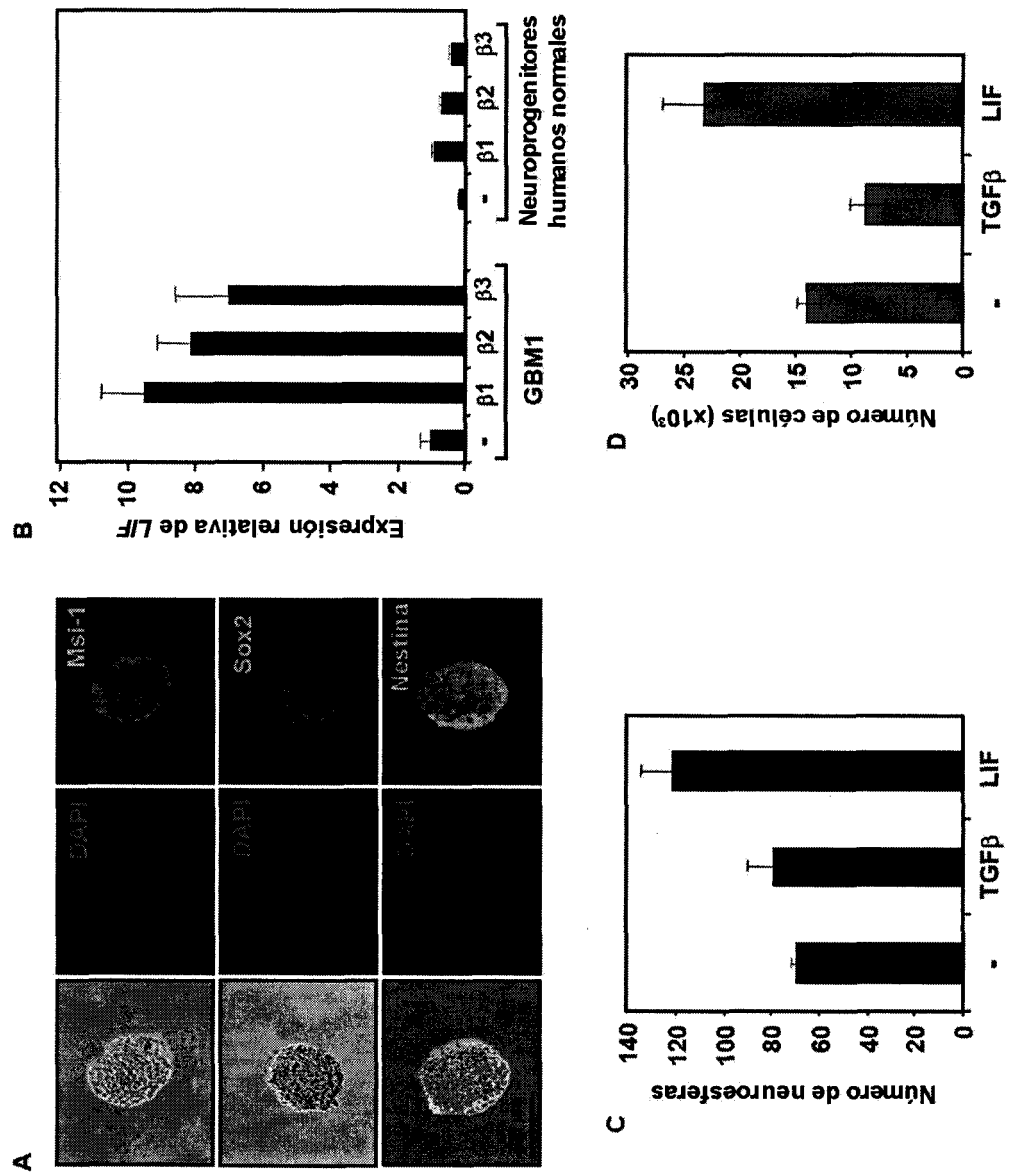 A
DAPI
Msi-1
DAPI
Sox2
DAPI
Nestina
B
Expresión relativa de LIF
12
10
8
6
4
2
0
- β1 β2 β3 - β1 β2 β3
GBM1
Neuroprogenitores
humanos normales
C
Número de neuroesferas
140
120
100
80
60
40
20
0
- TGFβ LIF
D
Número de células (x10³)
30
25
20
15
10
5
0
- TGFβ LIF